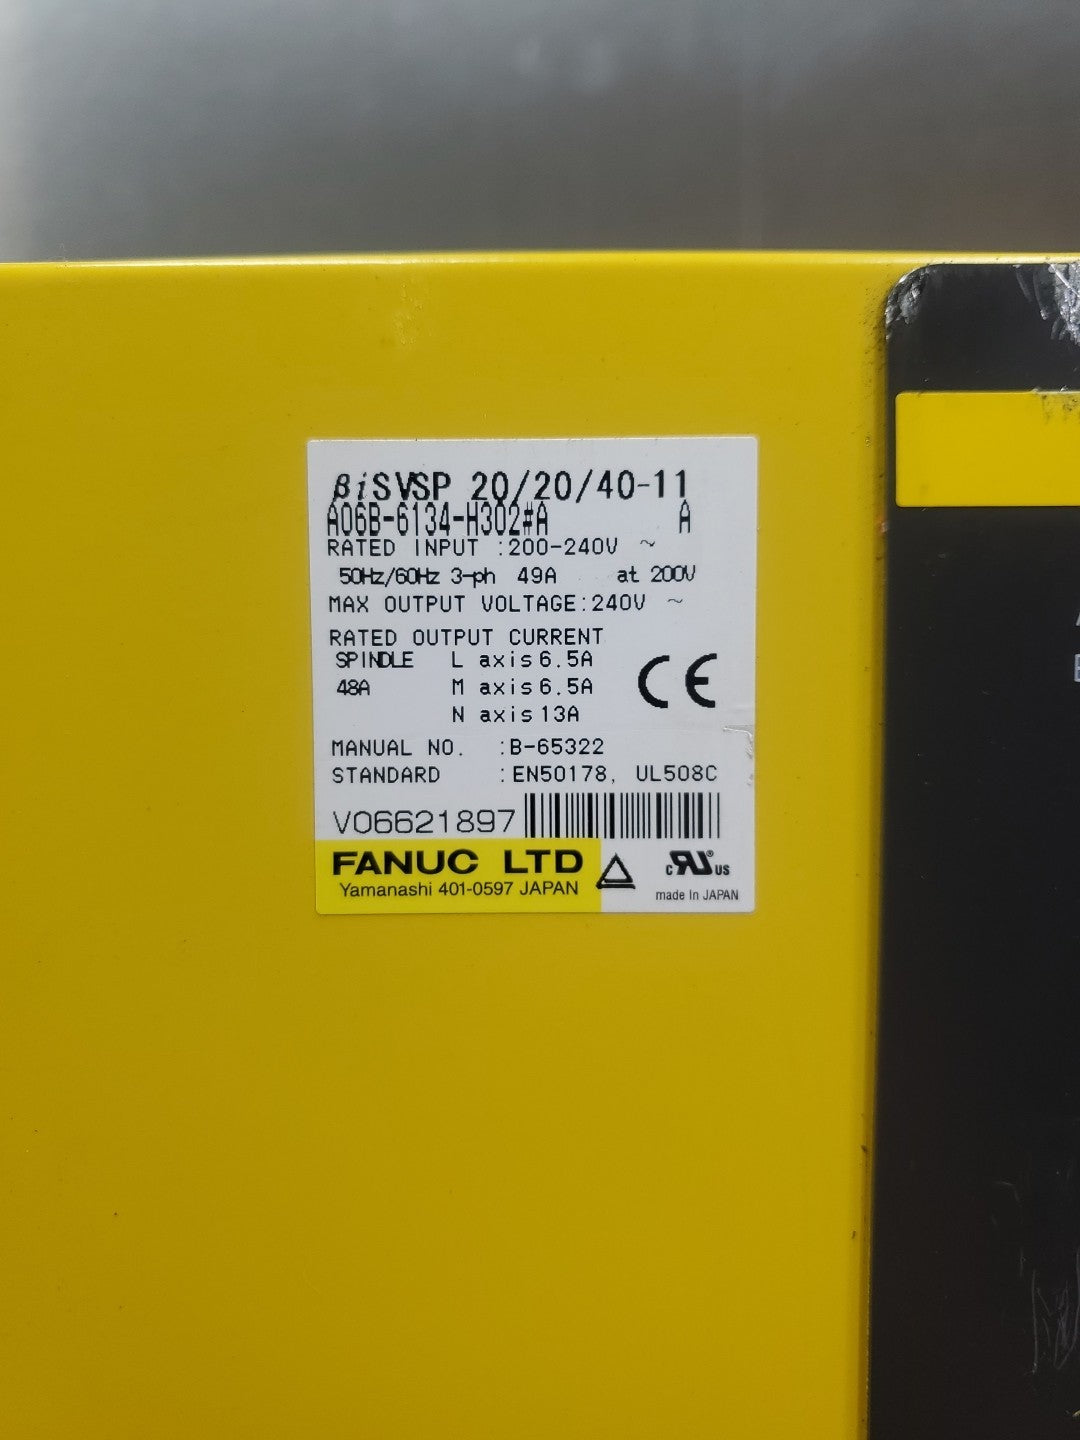 βiSVSP 20/20/40-11
A06B-6134-H302#A A
RATED INPUT :200-240V ~
50Hz/60Hz 3-ph 49A at 200V
MAX OUTPUT VOLTAGE:240V ~
RATED OUTPUT CURRENT
SPINDLE L axis 6.5A
48A M axis 6.5A
N axis 13A
CE
MANUAL NO. :B-65322
STANDARD :EN50178, UL508C
V06621897
FANUC LTD
Yamanashi 401-0597 JAPAN
c RU® US
made In JAPAN